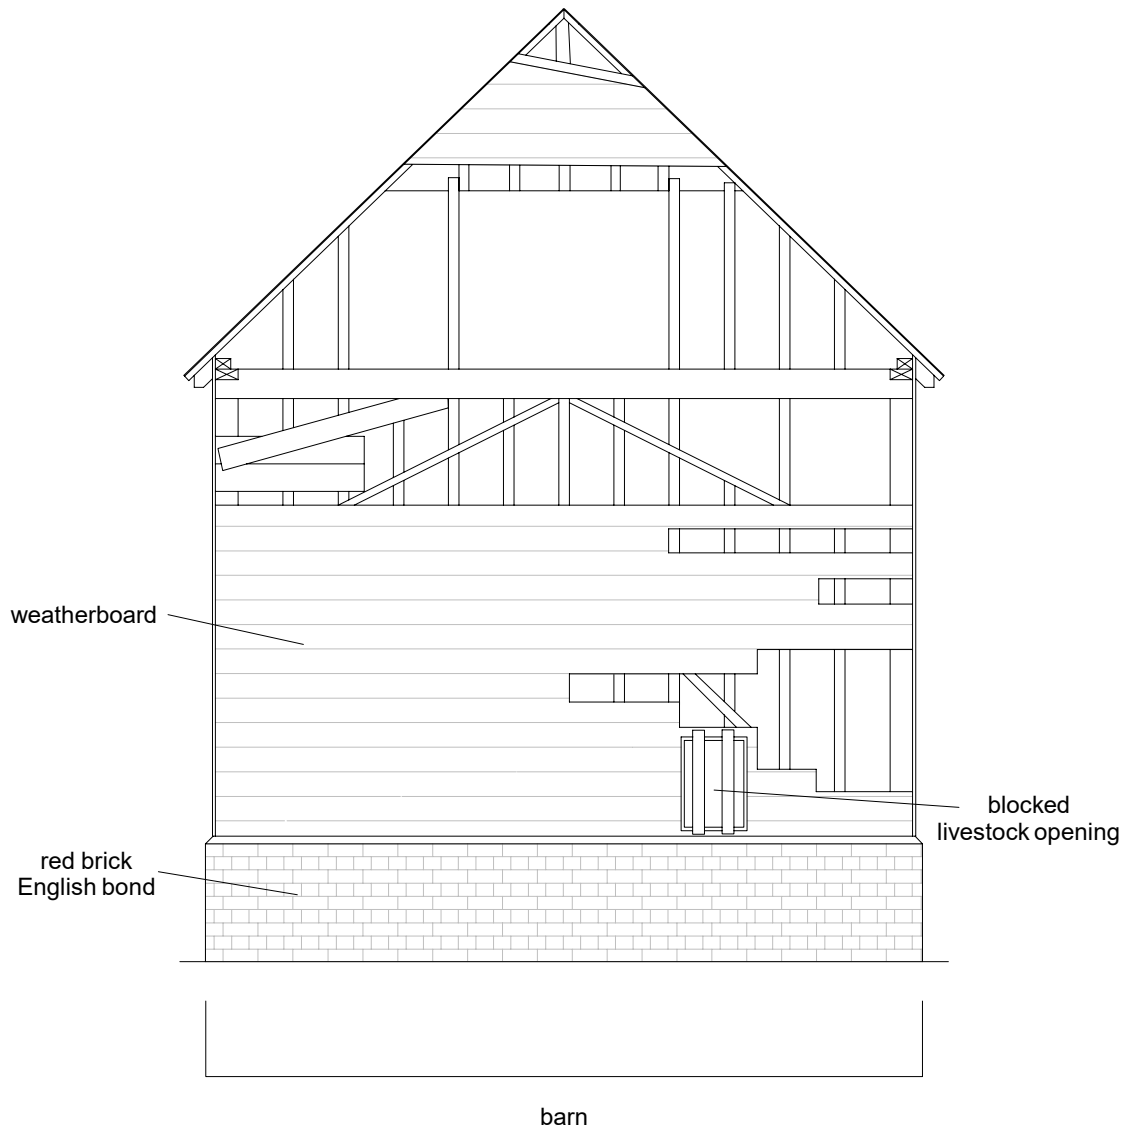 weatherboard
blocked
livestock opening
red brick
English bond
barn